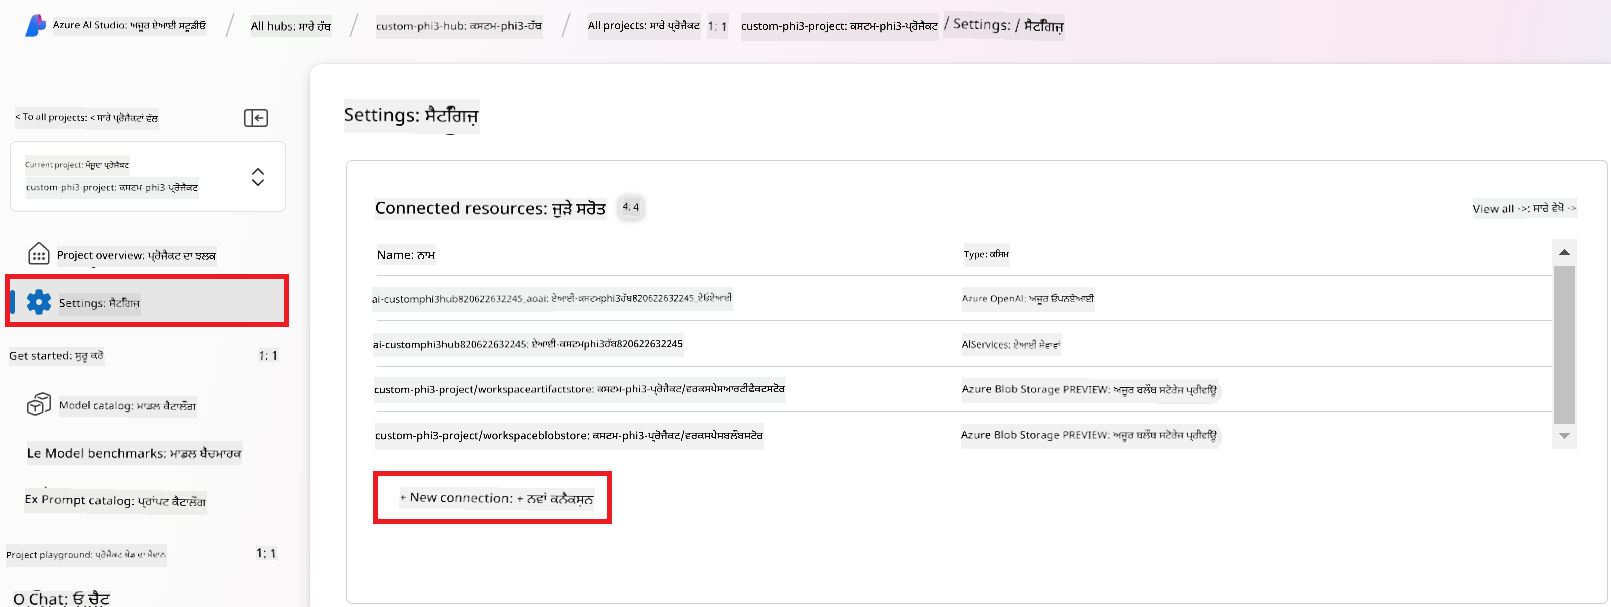 Azure AI Studio: ਅਜ਼ੂਰ ਏਆਈ ਸਟੂਡੀਓ / All hubs: ਸਾਰੇ ਹੱਬ / custom-phi3-hub: ਕਸਟਮ-phi3-ਹੱਬ / All projects: ਸਾਰੇ ਪ੍ਰੋਜੈਕਟ 1: 1 custom-phi3-project: ਕਸਟਮ-phi3-ਪ੍ਰੋਜੈਕਟ / Settings: / ਸੈਟਿੰਗਜ਼
< To all projects: < ਸਾਰੇ ਪ੍ਰੋਜੈਕਟਾਂ ਵੱਲ
Current project: ਮੌਜੂਦਾ ਪ੍ਰੋਜੈਕਟ
custom-phi3-project: ਕਸਟਮ-phi3-ਪ੍ਰੋਜੈਕਟ
Project overview: ਪ੍ਰੋਜੈਕਟ ਦਾ ਝਲਕ
Settings: ਸੈਟਿੰਗਜ਼
Get started: ਸ਼ੁਰੂ ਕਰੋ 1: 1
Model catalog: ਮਾਡਲ ਕੈਟਾਲੌਗ
Le Model benchmarks: ਮਾਡਲ ਬੈਂਚਮਾਰਕ
Ex Prompt catalog: ਪ੍ਰਾਂਪਟ ਕੈਟਾਲੌਗ
Project playground: ਪ੍ਰੋਜੈਕਟ ਖੇਡ ਦਾ ਮੈਦਾਨ 1: 1
O Chat: ਓ ਚੈਟ
Settings: ਸੈਟਿੰਗਜ਼
Connected resources: ਜੁੜੇ ਸਰੋਤ 4. 4
View all ->: ਸਾਰੇ ਵੇਖੋ ->
Name: ਨਾਮ Type: ਕਿਸਮ
ai-customphi3hub820622632245_aoai: ਏਆਈ-ਕਸਟਮphi3ਹੱਬ820622632245_ਏਓਏਆਈ Azure OpenAI: ਅਜ਼ੂਰ ਓਪਨਏਆਈ
ai-customphi3hub820622632245: ਏਆਈ-ਕਸਟਮphi3ਹੱਬ820622632245 AIServices: ਏਆਈ ਸੇਵਾਵਾਂ
custom-phi3-project/workspaceartifactstore: ਕਸਟਮ-phi3-ਪ੍ਰੋਜੈਕਟ/ਵਰਕਸਪੇਸਆਰਟੀਫੈਕਟਸਟੋਰ Azure Blob Storage PREVIEW: ਅਜ਼ੂਰ ਬਲੌਬ ਸਟੋਰੇਜ ਪ੍ਰੀਵਿਊ
custom-phi3-project/workspaceblobstore: ਕਸਟਮ-phi3-ਪ੍ਰੋਜੈਕਟ/ਵਰਕਸਪੇਸਬਲੌਬਸਟੋਰ Azure Blob Storage PREVIEW: ਅਜ਼ੂਰ ਬਲੌਬ ਸਟੋਰੇਜ ਪ੍ਰੀਵਿਊ
+ New connection: + ਨਵਾਂ ਕਨੈਕਸ਼ਨ